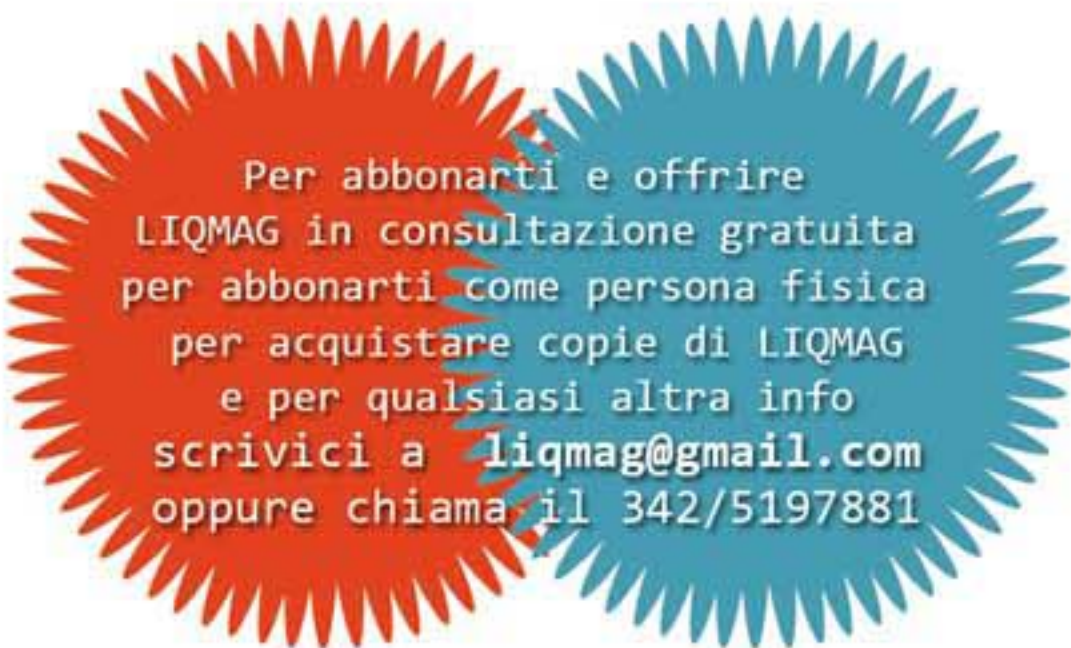 Per abbonarti e offrire
LIQMAG in consultazione gratuita
per abbonarti come persona fisica
per acquistare copie di LIQMAG
e per qualsiasi altra info
scrivici a liqmag@gmail.com
oppure chiama il 342/5197881